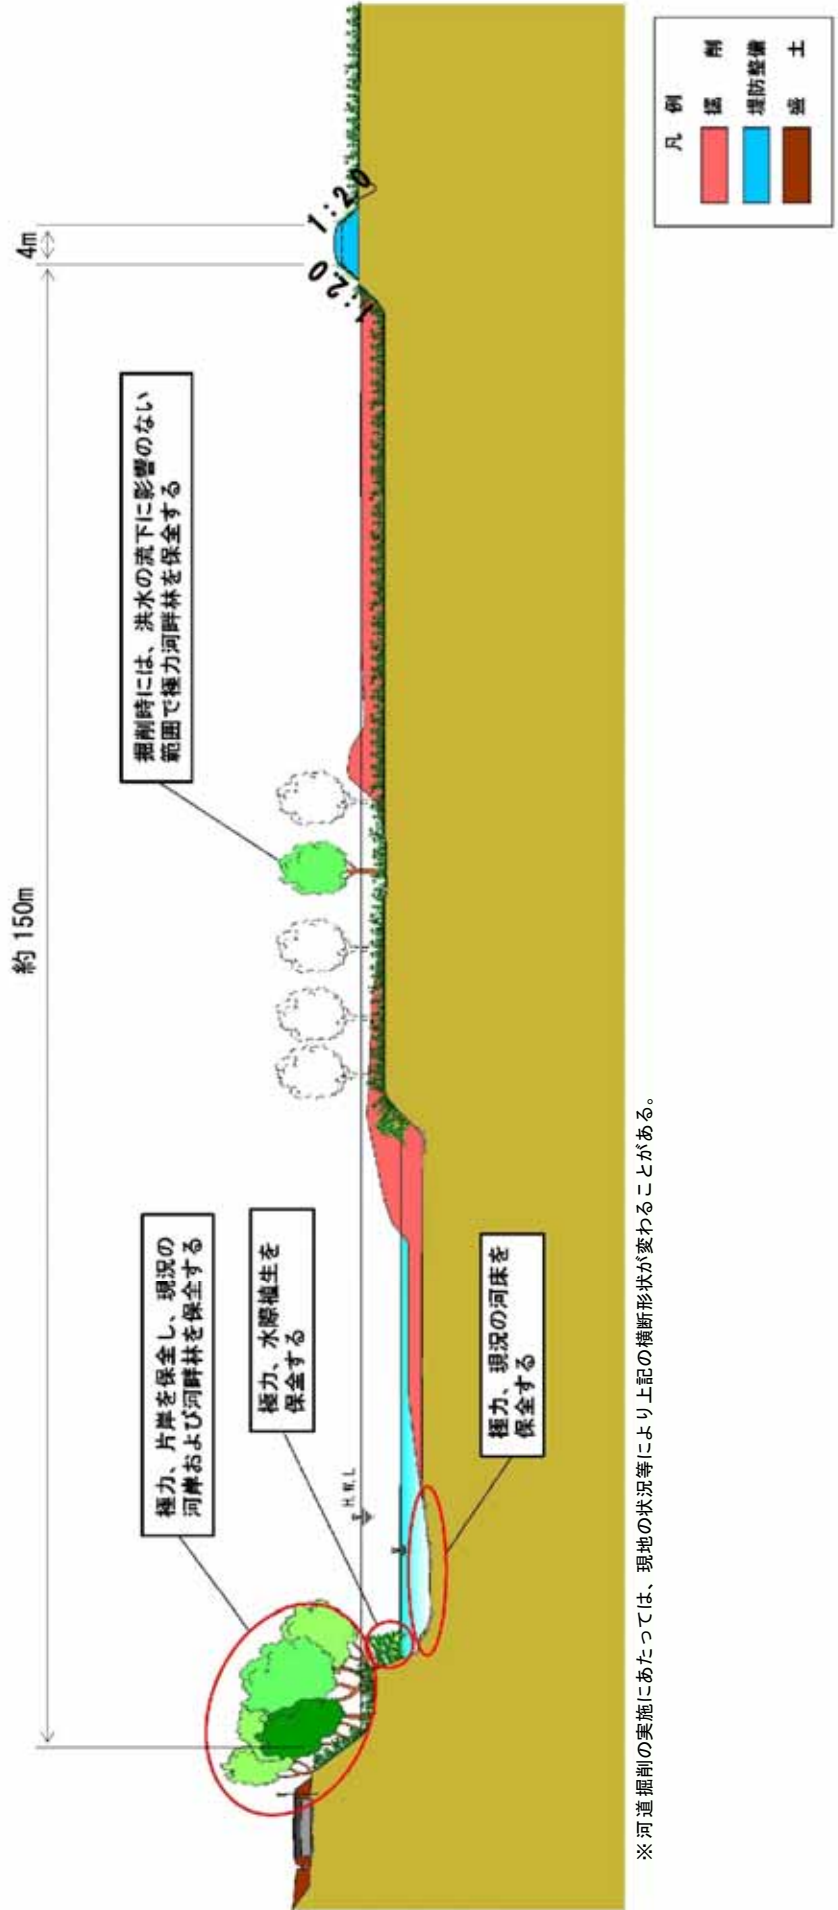 約 150m
4m
極力、片岸を保全し、現況の
河岸および河畔林を保全する
極力、水際植生を
保全する
掘削時には、洪水の流下に影響のない
範囲で極力河畔林を保全する
H.W.L
1:2.0
1:2.0
極力、現況の河床を
保全する
※河道掘削の実施にあたっては、現地の状況等により上記の横断形状が変わることがある。
凡 例
掘 削
堤防整備
盛 土